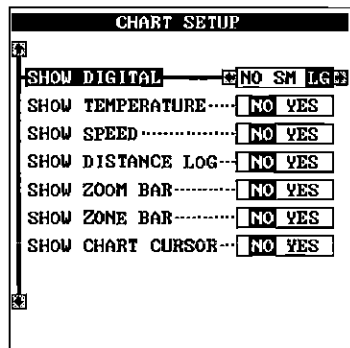 CHART SETUP
SHOW DIGITAL NO SM LG
SHOW TEMPERATURE NO YES
SHOW SPEED NO YES
SHOW DISTANCE LOG NO YES
SHOW ZOOM BAR NO YES
SHOW ZONE BAR NO YES
SHOW CHART CURSOR NO YES